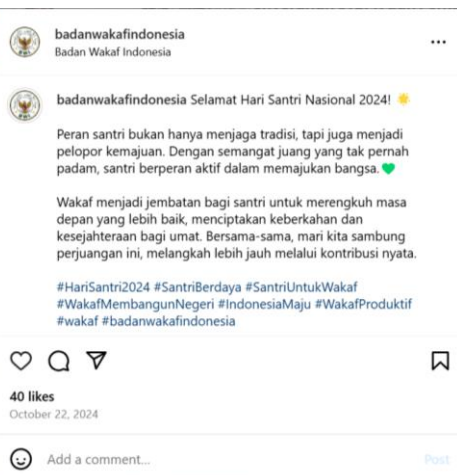 badanwakafindonesia
Badan Wakaf Indonesia
badanwakafindonesia Selamat Hari Santri Nasional 2024! 🌟
Peran santri bukan hanya menjaga tradisi, tapi juga menjadi
pelopor kemajuan. Dengan semangat juang yang tak pernah
padam, santri berperan aktif dalam memajukan bangsa.💚
Wakaf menjadi jembatan bagi santri untuk merengkuh masa
depan yang lebih baik, menciptakan keberkahan dan
kesejahteraan bagi umat. Bersama-sama, mari kita sambung
perjuangan ini, melangkah lebih jauh melalui kontribusi nyata.
#HariSantri2024 #SantriBerdaya #SantriUntukWakaf
#WakafMembangunNegeri #IndonesiaMaju #WakafProduktif
#wakaf #badanwakafindonesia
40 likes
October 22, 2024
Add a comment...
Post